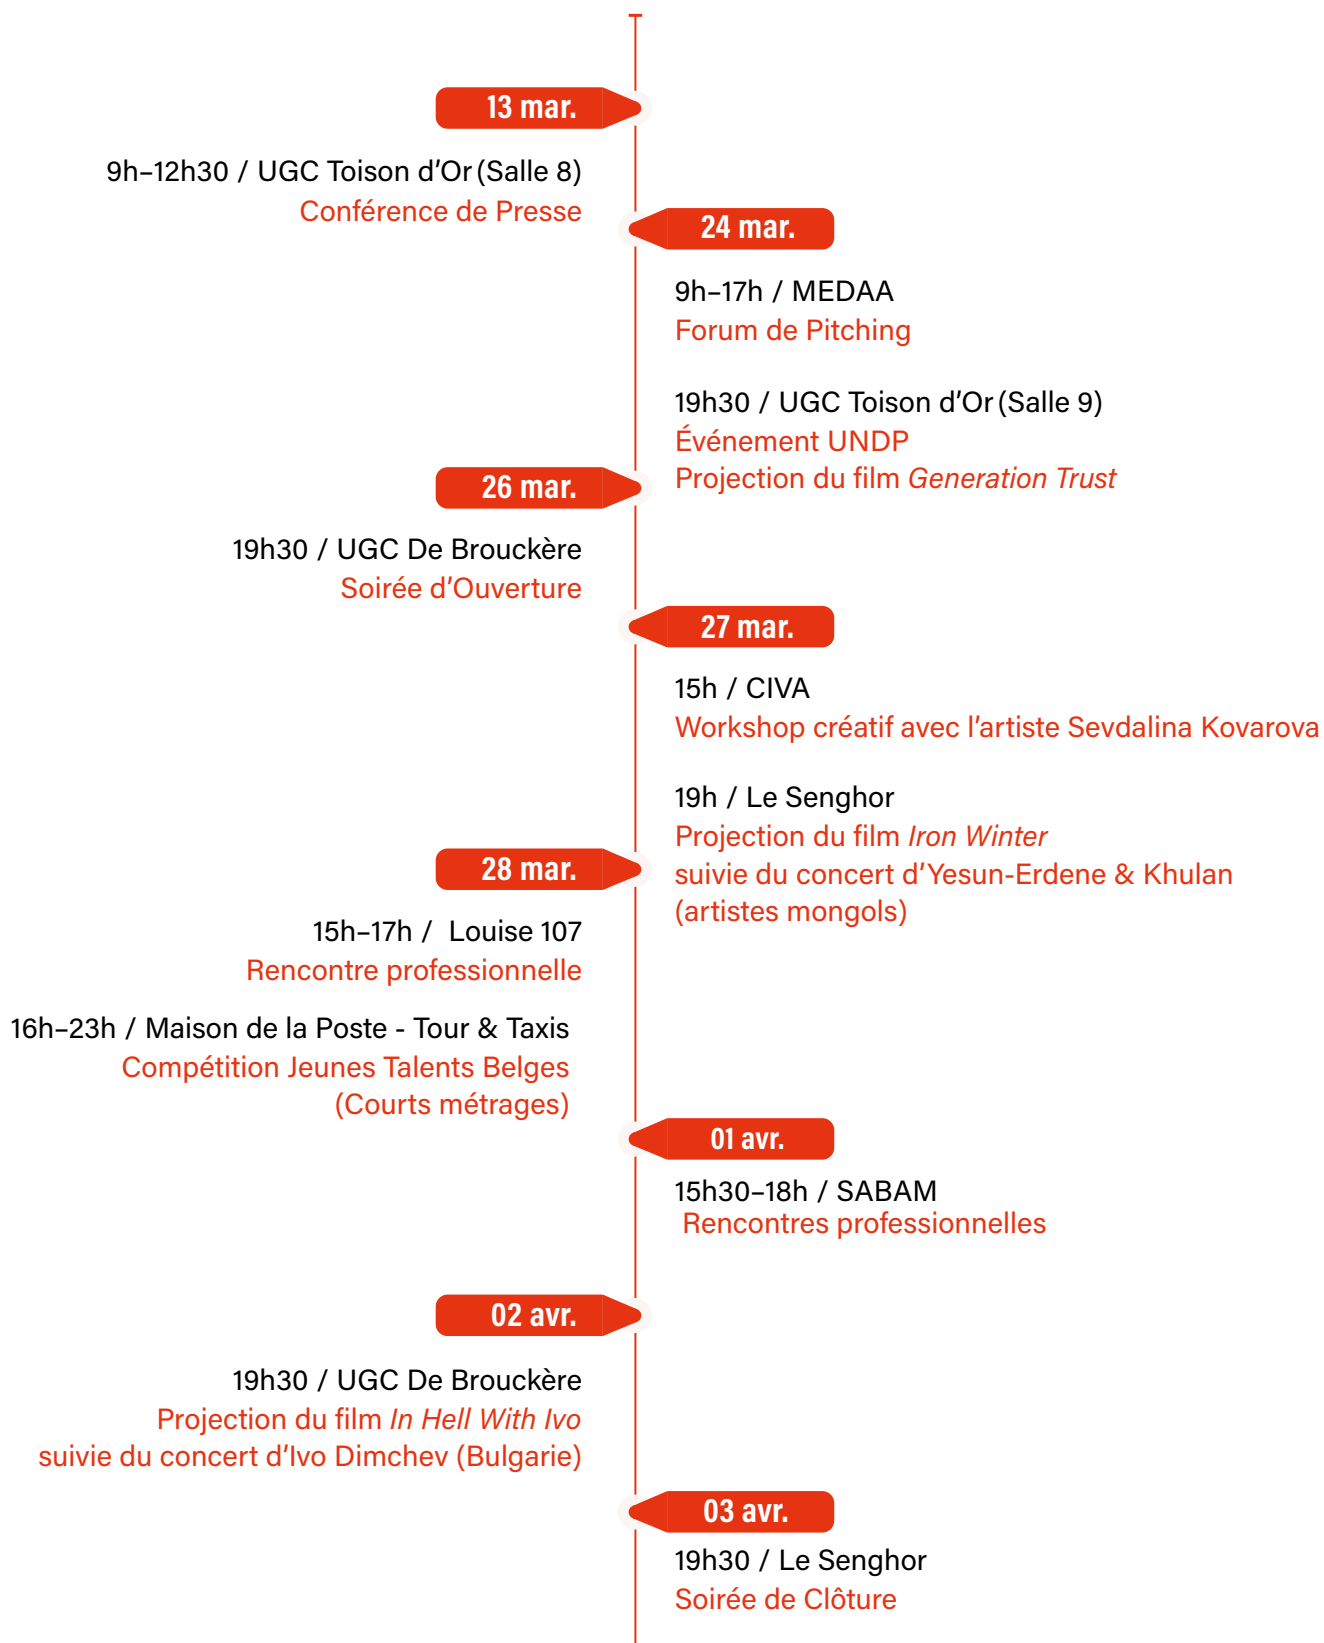 13 mar.
9h–12h30 / UGC Toison d'Or (Salle 8)
Conférence de Presse
24 mar.
9h–17h / MEDAA
Forum de Pitching
19h30 / UGC Toison d'Or (Salle 9)
Événement UNDP
Projection du film Generation Trust
26 mar.
19h30 / UGC De Brouckère
Soirée d'Ouverture
27 mar.
15h / CIVA
Workshop créatif avec l'artiste Sevdalina Kovarova
19h / Le Senghor
Projection du film Iron Winter
suivie du concert d'Yesun-Erdene & Khulan
(artistes mongols)
28 mar.
15h–17h / Louise 107
Rencontre professionnelle
16h–23h / Maison de la Poste - Tour & Taxis
Compétition Jeunes Talents Belges
(Courts métrages)
01 avr.
15h30–18h / SABAM
Rencontres professionnelles
02 avr.
19h30 / UGC De Brouckère
Projection du film In Hell With Ivo
suivie du concert d'Ivo Dimchev (Bulgarie)
03 avr.
19h30 / Le Senghor
Soirée de Clôture